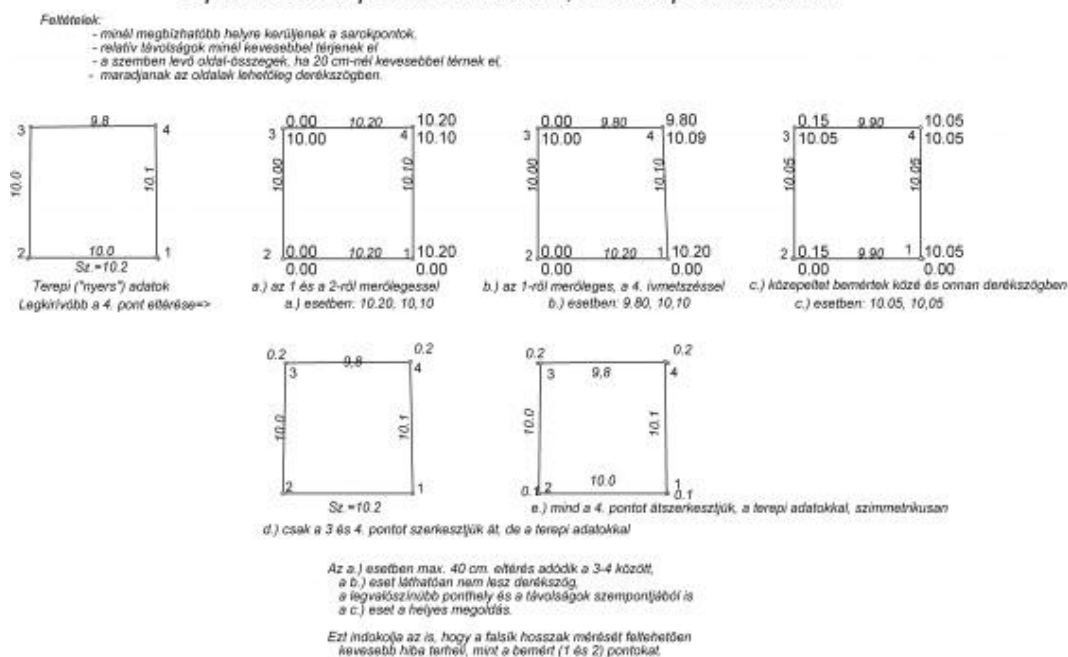 Feltételek:
- minél megbízhatóbb helyre kerüljenek a sarokpontok,
- relatív távolságok minél kevesebbel térjenek el
- a szemben levő oldal-összegek, ha 20 cm-nél kevesebbel térnek el,
- maradjanak az oldalak lehetőleg derékszögben.
9.8
3 4
10.0 10.1
2 10.0 1
Sz.=10.2
Terepi ("nyers") adatok
Legkirívóbb a 4. pont eltérése=>
0.00 10.20 10.20
3 10.00 4 10.10
10.00 10.10
2 0.00 10.20 1 10.20
0.00 0.00
a.) az 1 és a 2-ről merőlegessel
a.) esetben: 10.20, 10,10
0.00 9.80 9.80
3 10.00 4 10.09
10.00 10.10
2 0.00 10.20 1 10.20
0.00 0.00
b.) az 1-ről merőleges, a 4. ívmetszéssel
b.) esetben: 9.80, 10,10
0.15 9.90 10.05
3 10.05 4 10.05
10.05 10.05
2 0.15 9.90 1 10.05
0.00 0.00
c.) középeltet bemértek közé és onnan derékszögben
c.) esetben: 10.05, 10,05
0.2 9,8 0.2
3 4
10.0 10.1
2 1
Sz.=10.2
d.) csak a 3 és 4. pontot szerkesztjük át, de a terepi adatokkal
0.2 0.2
3 9,8 4
10.0 10.1
10.0 1
0.1 2 0.1
e.) mind a 4. pontot átszerkesztjük, a terepi adatokkal, szimmetrikusan
Az a.) esetben max. 40 cm. eltérés adódik a 3-4 között,
a b.) eset láthatóan nem lesz derékszög,
a legvalószínűbb ponthely és a távolságok szempontjából is
a c.) eset a helyes megoldás.
Ezt indokolja az is, hogy a falsík hosszak mérését feltehetően
kevesebb hiba terheli, mint a bemért (1 és 2) pontokat.